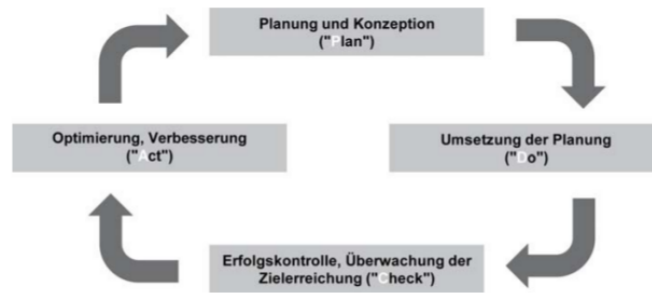 Planung und Konzeption
("Plan")
Optimierung, Verbesserung
("Act")
Umsetzung der Planung
("Do")
Erfolgskontrolle, Überwachung der
Zielerreichung ("Check")